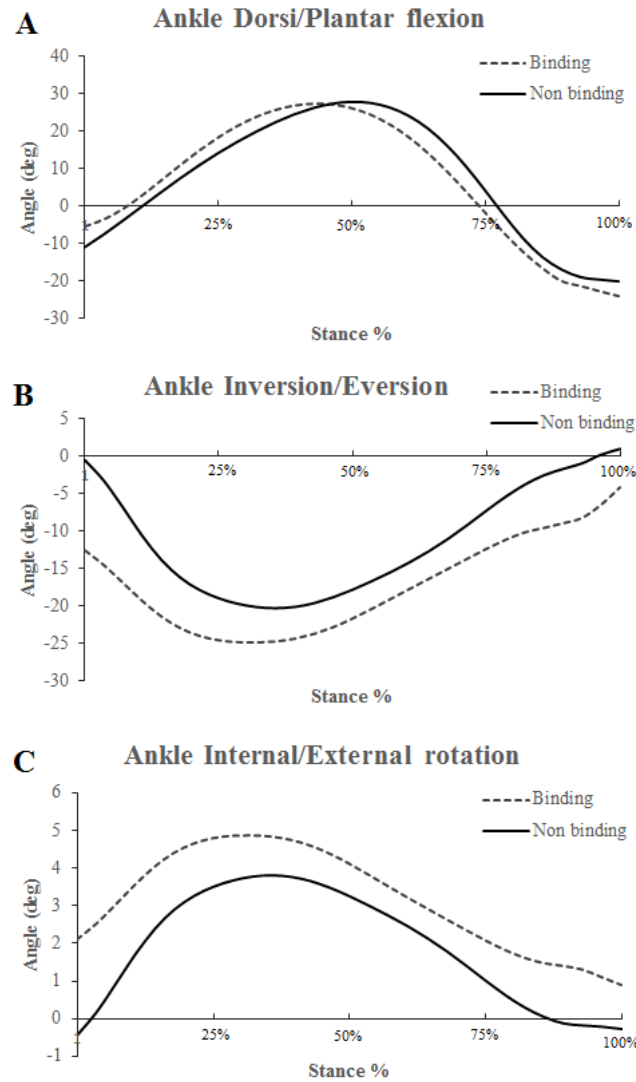 A
Ankle Dorsi/Plantar flexion
Binding
Non binding
Angle (deg)
40
30
20
10
0
-10
-20
-30
1
25%
50%
75%
100%
Stance %
B
Ankle Inversion/Eversion
Binding
Non binding
Angle (deg)
5
0
-5
-10
-15
-20
-25
-30
1
25%
50%
75%
100%
Stance %
C
Ankle Internal/External rotation
Binding
Non binding
Angle (deg)
6
5
4
3
2
1
0
-1
1
25%
50%
75%
100%
Stance %